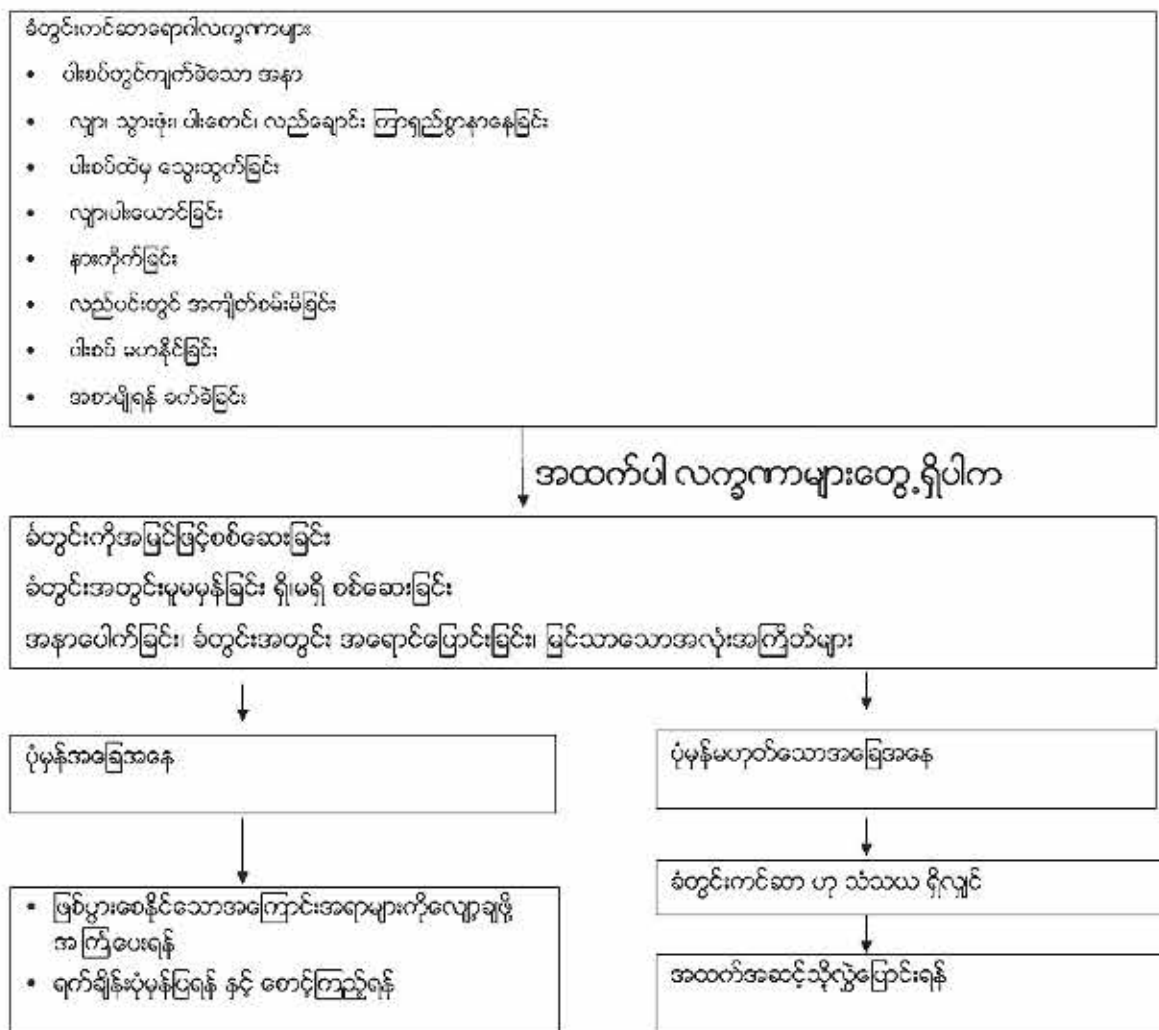 ခံတွင်းကင်ဆာရောဂါလက္ခဏာများ
• ပါးစပ်တွင်ကျက်ခဲသော အနာ
• လျှာ၊ သွားဖုံး၊ ပါးစောင်၊ လည်ချောင်း ကြာရှည်စွာနာနေခြင်း
• ပါးစပ်ထဲမှ သွေးထွက်ခြင်း
• လျှာ၊ပါးယောင်ခြင်း
• နားကိုက်ခြင်း
• လည်ပင်းတွင် အကျိတ်စမ်းမိခြင်း
• ပါးစပ် မဟနိုင်ခြင်း
• အစာမျိုရန် ခက်ခဲခြင်း
အထက်ပါ လက္ခဏာများတွေ့ရှိပါက
ခံတွင်းကိုအမြင်ဖြင့်စစ်ဆေးခြင်း
ခံတွင်းအတွင်းမူမမှန်ခြင်း ရှိ၊မရှိ စစ်ဆေးခြင်း
အနာပေါက်ခြင်း၊ ခံတွင်းအတွင်း အရောင်ပြောင်းခြင်း၊ မြင်သာသောအလုံးအကြိတ်များ
ပုံမှန်အခြေအနေ
ပုံမှန်မဟုတ်သောအခြေအနေ
• ဖြစ်ပွားစေနိုင်သောအကြောင်းအရာများကိုလျှော့ချဖို့
အကြံပေးရန်
• ရက်ချိန်းပုံမှန်ပြရန် နှင့် စောင့်ကြည့်ရန်
ခံတွင်းကင်ဆာ ဟု သံသယ ရှိလျှင်
အထက်အဆင့်သို့လွှဲပြောင်းရန်